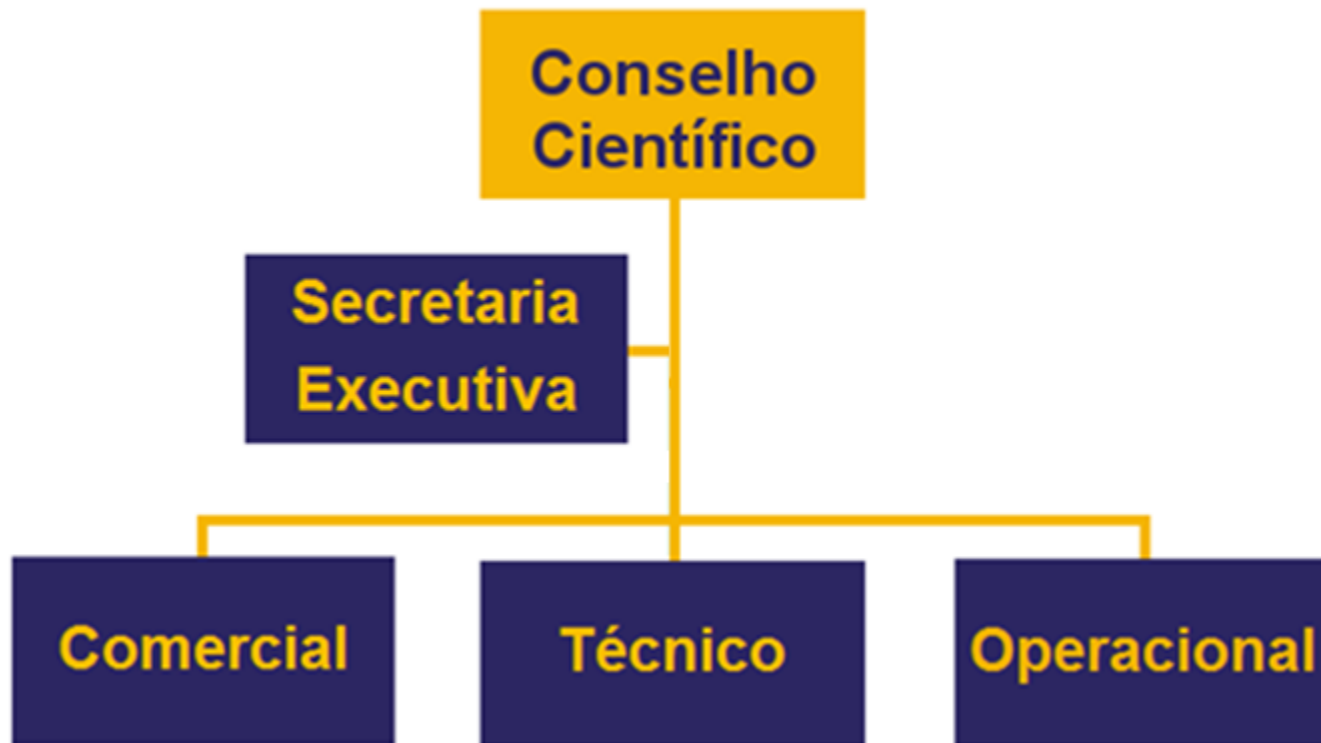 Conselho
Científico
Secretaria
Executiva
Comercial
Técnico
Operacional